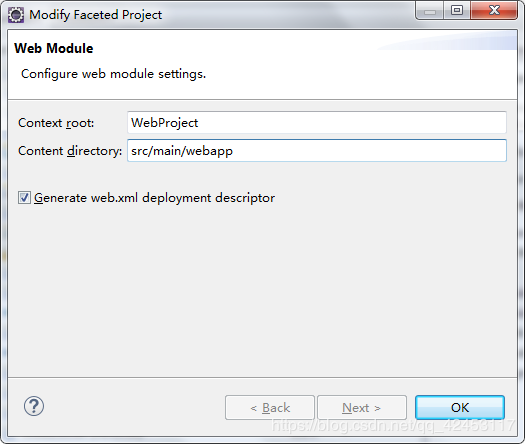 Modify Faceted Project
Web Module
Configure web module settings.
Context root: WebProject
Content directory: src/main/webapp
Generate web.xml deployment descriptor
?
< Back Next > OK
https://blog.csdn.net/qq_42453117